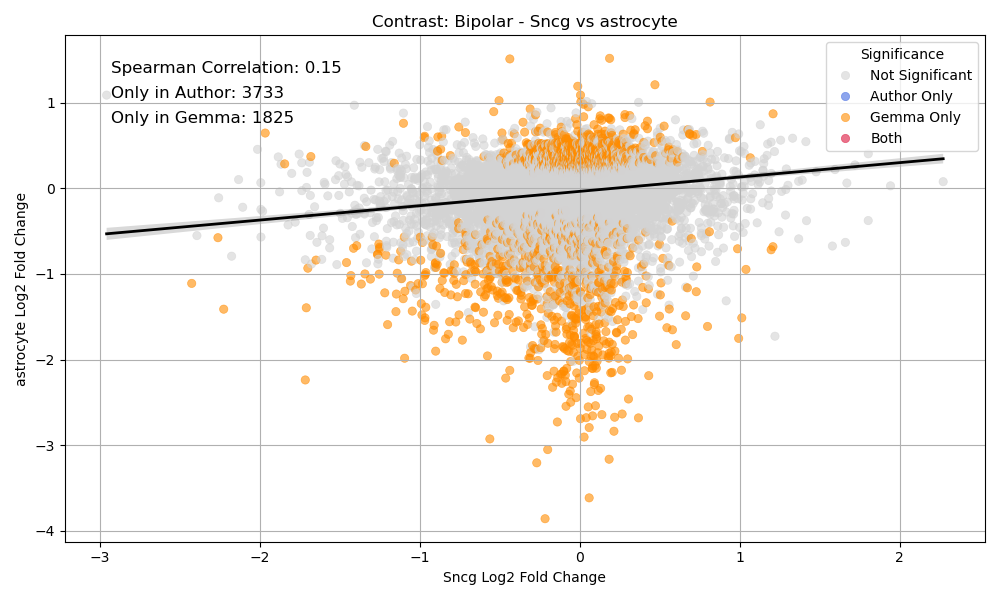 Contrast: Bipolar - Sncg vs astrocyte
Spearman Correlation: 0.15
Only in Author: 3733
Only in Gemma: 1825
Significance
Not Significant
Author Only
Gemma Only
Both
1
0
−1
−2
−3
−4
astrocyte Log2 Fold Change
−3
−2
−1
0
1
2
Sncg Log2 Fold Change